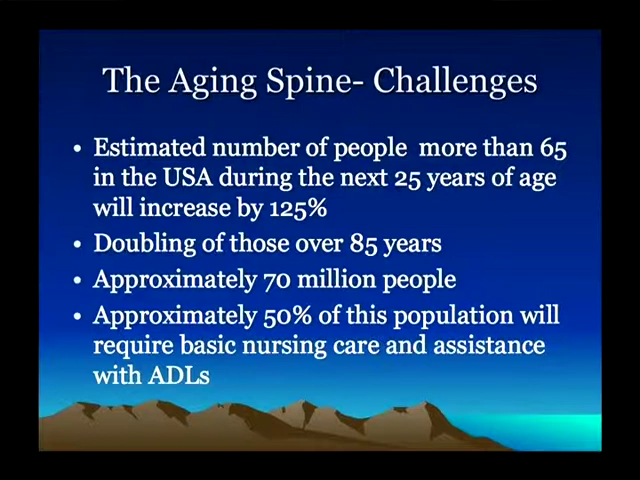 The Aging Spine- Challenges
• Estimated number of people  more than 65
in the USA during the next 25 years of age
will increase by 125%
• Doubling of those over 85 years
• Approximately 70 million people
• Approximately 50% of this population will
require basic nursing care and assistance
with ADLs